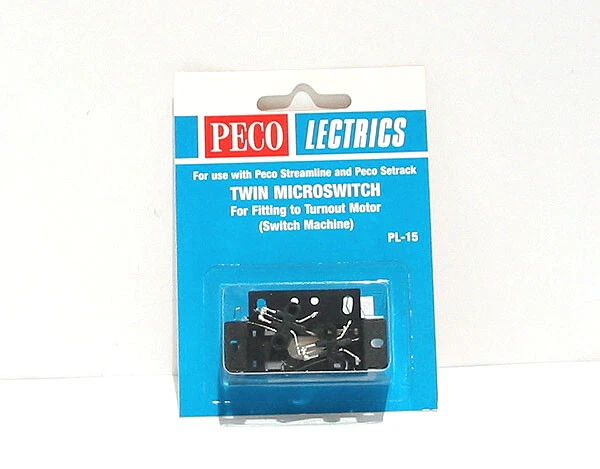 PECO LECTRICS
For use with Peco Streamline and Peco Setrack
TWIN MICROSWITCH
For Fitting to Turnout Motor
(Switch Machine)
PL-15